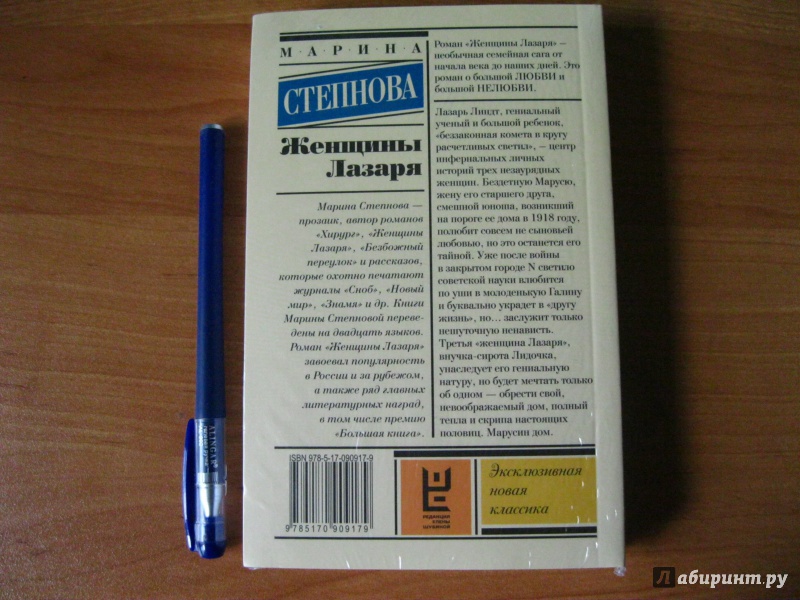 МАРИНА
СТЕПНОВА
Женщины
Лазаря
Марина Степнова —
прозаик, автор романов
«Хирург», «Женщины
Лазаря», «Безбожный
переулок» и рассказов,
которые охотно печатают
журналы «Сноб», «Новый
мир», «Знамя» и др. Книги
Марины Степновой переве-
дены на двадцать языков.
Роман «Женщины Лазаря»
завоевал популярность
в России и за рубежом,
а также ряд главных
литературных наград,
в том числе премию
«Большая книга».
Роман «Женщины Лазаря» –
необычная семейная сага от
начала века до наших дней. Это
роман о большой ЛЮБВИ и
большой НЕЛЮБВИ.
Лазарь Линдт, гениальный
ученый и большой ребенок,
«беззаконная комета в кругу
расчетливых светил», – центр
инфернальных личных
историй трех незаурядных
женщин. Бездетную Марусю,
жену его старшего друга,
смешной юноша, возникший
на пороге ее дома в 1918 году,
полюбит совсем не сыновьей
любовью, но это останется его
тайной. Уже после войны
в закрытом городе N светило
советской науки влюбится
по уши в молоденькую Галину
и буквально украдет в «другу
жизнь», но... заслужит только
нешуточную ненависть.
Третья «женщина Лазаря»,
внучка-сирота Лидочка,
унаследует его гениальную
натуру, но будет мечтать только
об одном — обрести свой,
невоображаемый дом, полный
тепла и скрипа настоящих
половиц. Марусин дом.
ISBN 978-5-17-090917-9
9 785170 909179
РЕДАКЦИЯ
ЕЛЕНЫ
ШУБИНОЙ
Эксклюзивная
новая
классика
ALINGAR
Лабиринт.ру